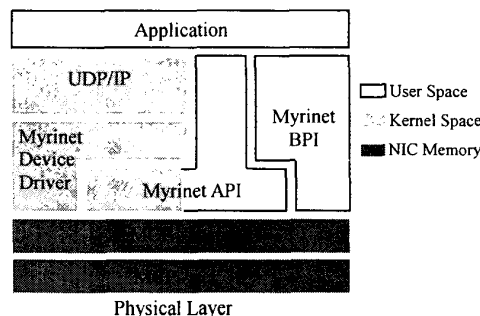 Application
UDP/IP
Myrinet
Device
Driver
Myrinet API
Myrinet
BPI
User Space
Kernel Space
NIC Memory
Physical Layer